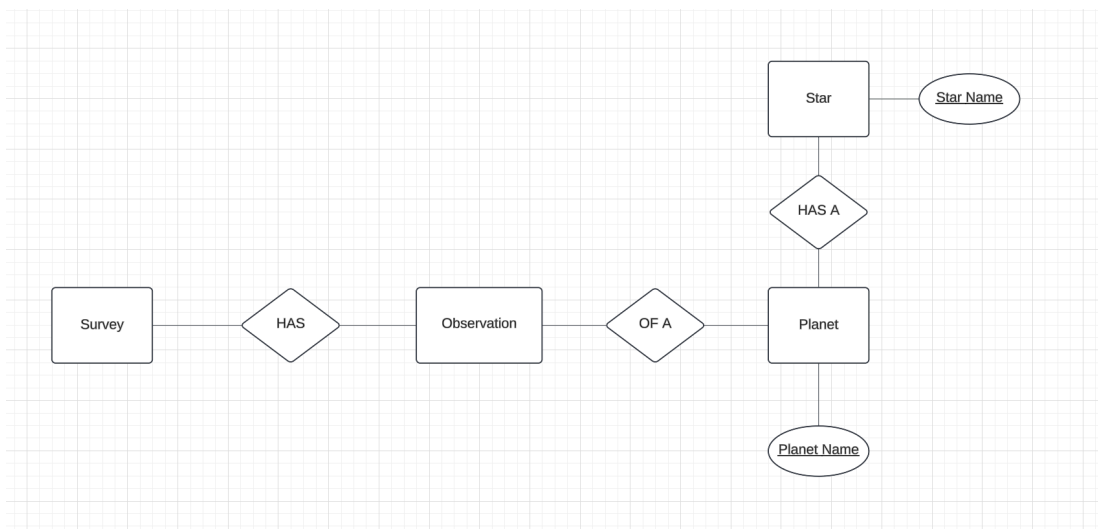 Star
Star Name
HAS A
Survey
HAS
Observation
OF A
Planet
Planet Name